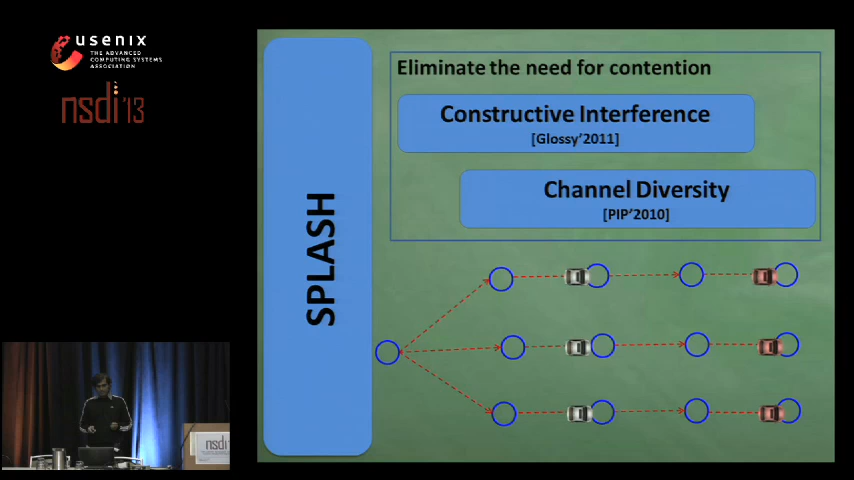 usenix
THE ADVANCED
COMPUTING SYSTEMS
ASSOCIATION
nsdi '13
SPLASH
Eliminate the need for contention
Constructive Interference
[Glossy'2011]
Channel Diversity
[PIP'2010]
nsdi